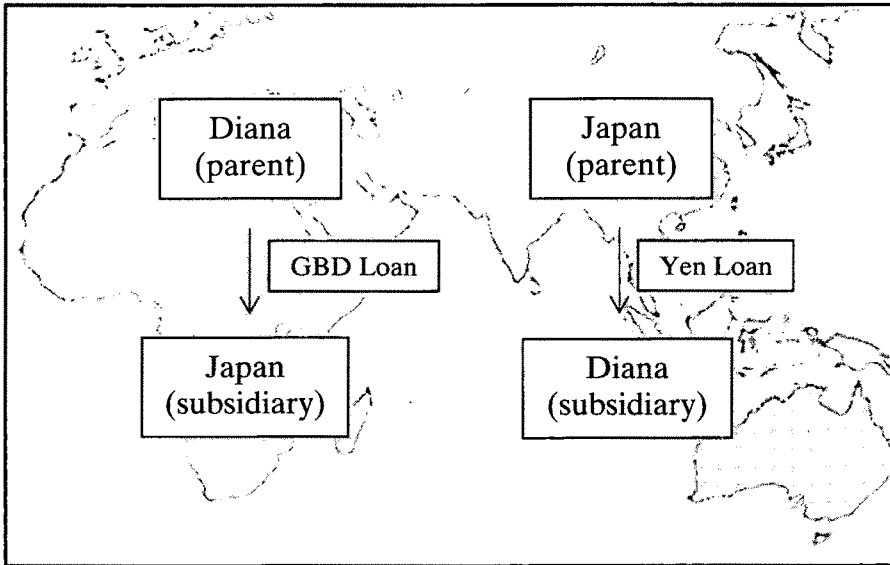 Diana
(parent)
Japan
(parent)
GBD Loan
Yen Loan
Japan
(subsidiary)
Diana
(subsidiary)